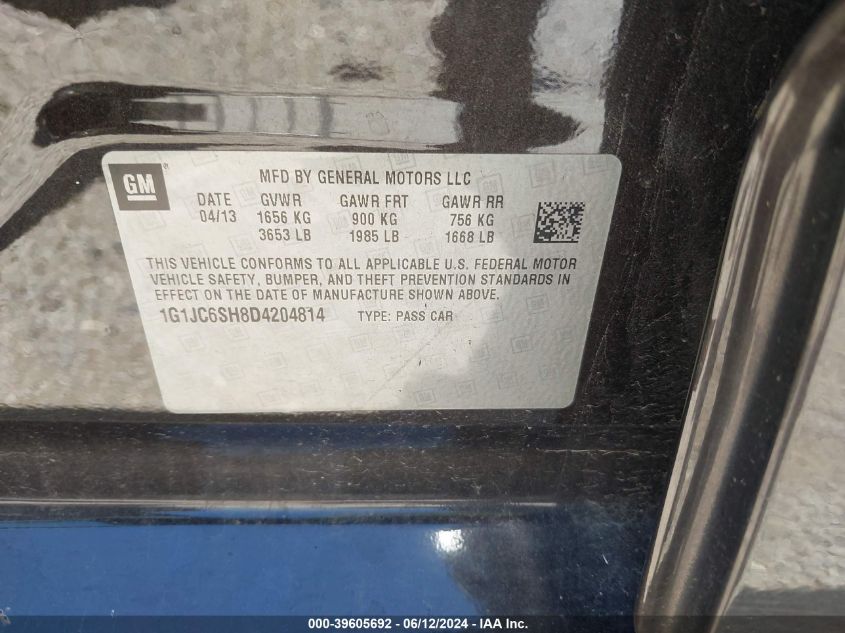 GM ®
MFD BY GENERAL MOTORS LLC
DATE GVWR GAWR FRT GAWR RR
04/13 1656 KG 900 KG 756 KG
3653 LB 1985 LB 1668 LB
THIS VEHICLE CONFORMS TO ALL APPLICABLE U.S. FEDERAL MOTOR
VEHICLE SAFETY, BUMPER, AND THEFT PREVENTION STANDARDS IN
EFFECT ON THE DATE OF MANUFACTURE SHOWN ABOVE.
1G1JC6SH8D4204814 TYPE: PASS CAR
000-39605692 - 06/12/2024 - IAA Inc.